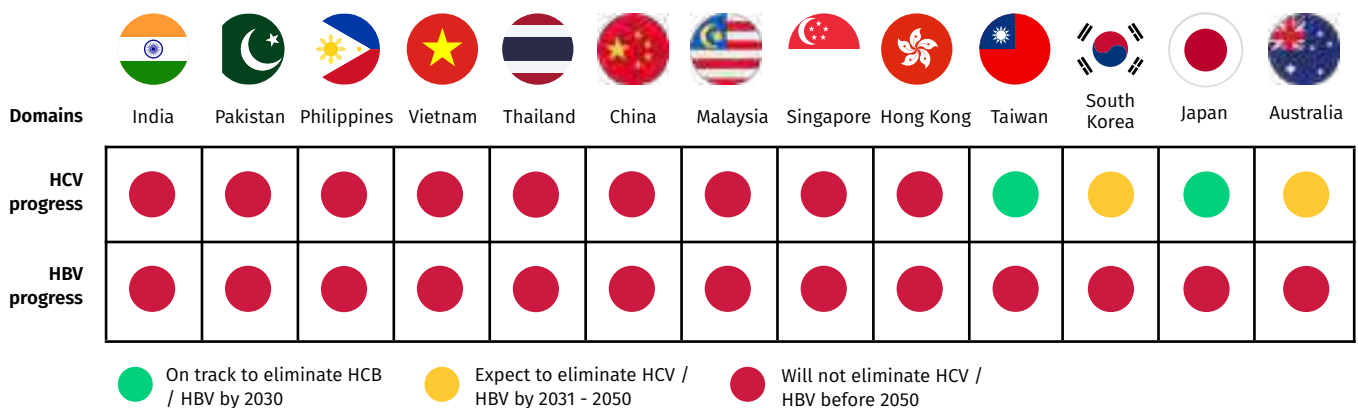 Domains India Pakistan Philippines Vietnam Thailand China Malaysia Singapore Hong Kong Taiwan South Korea Japan Australia
HCV
progress
HBV
progress
On track to eliminate HCB
/ HBV by 2030
Expect to eliminate HCV /
HBV by 2031 - 2050
Will not eliminate HCV /
HBV before 2050